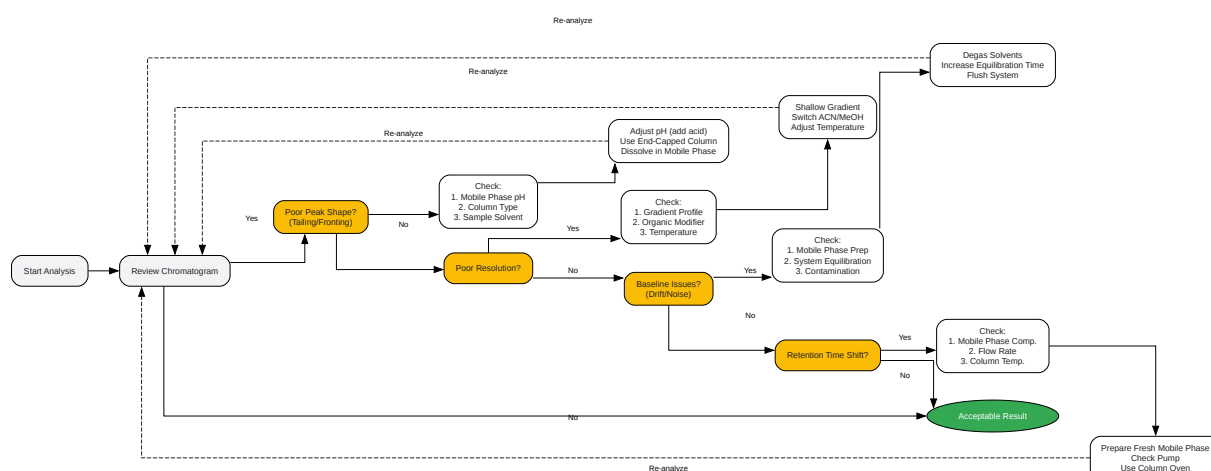 Re-analyze
Degas Solvents
Increase Equilibration Time
Flush System
Re-analyze
Shallow Gradient
Switch ACN/MeOH
Adjust Temperature
Re-analyze
Adjust pH (add acid)
Use End-Capped Column
Dissolve in Mobile Phase
Check:
1. Mobile Phase pH
2. Column Type
3. Sample Solvent
Yes
Poor Peak Shape?
(Tailing/Fronting)
No
Check:
1. Gradient Profile
2. Organic Modifier
3. Temperature
Yes
Check:
1. Mobile Phase Prep
2. System Equilibration
3. Contamination
Start Analysis
Review Chromatogram
Poor Resolution?
No
Baseline Issues?
(Drift/Noise)
Yes
No
Retention Time Shift?
Yes
Check:
1. Mobile Phase Comp.
2. Flow Rate
3. Column Temp.
No
No
Acceptable Result
Prepare Fresh Mobile Phase
Check Pump
Use Column Oven
Re-analyze